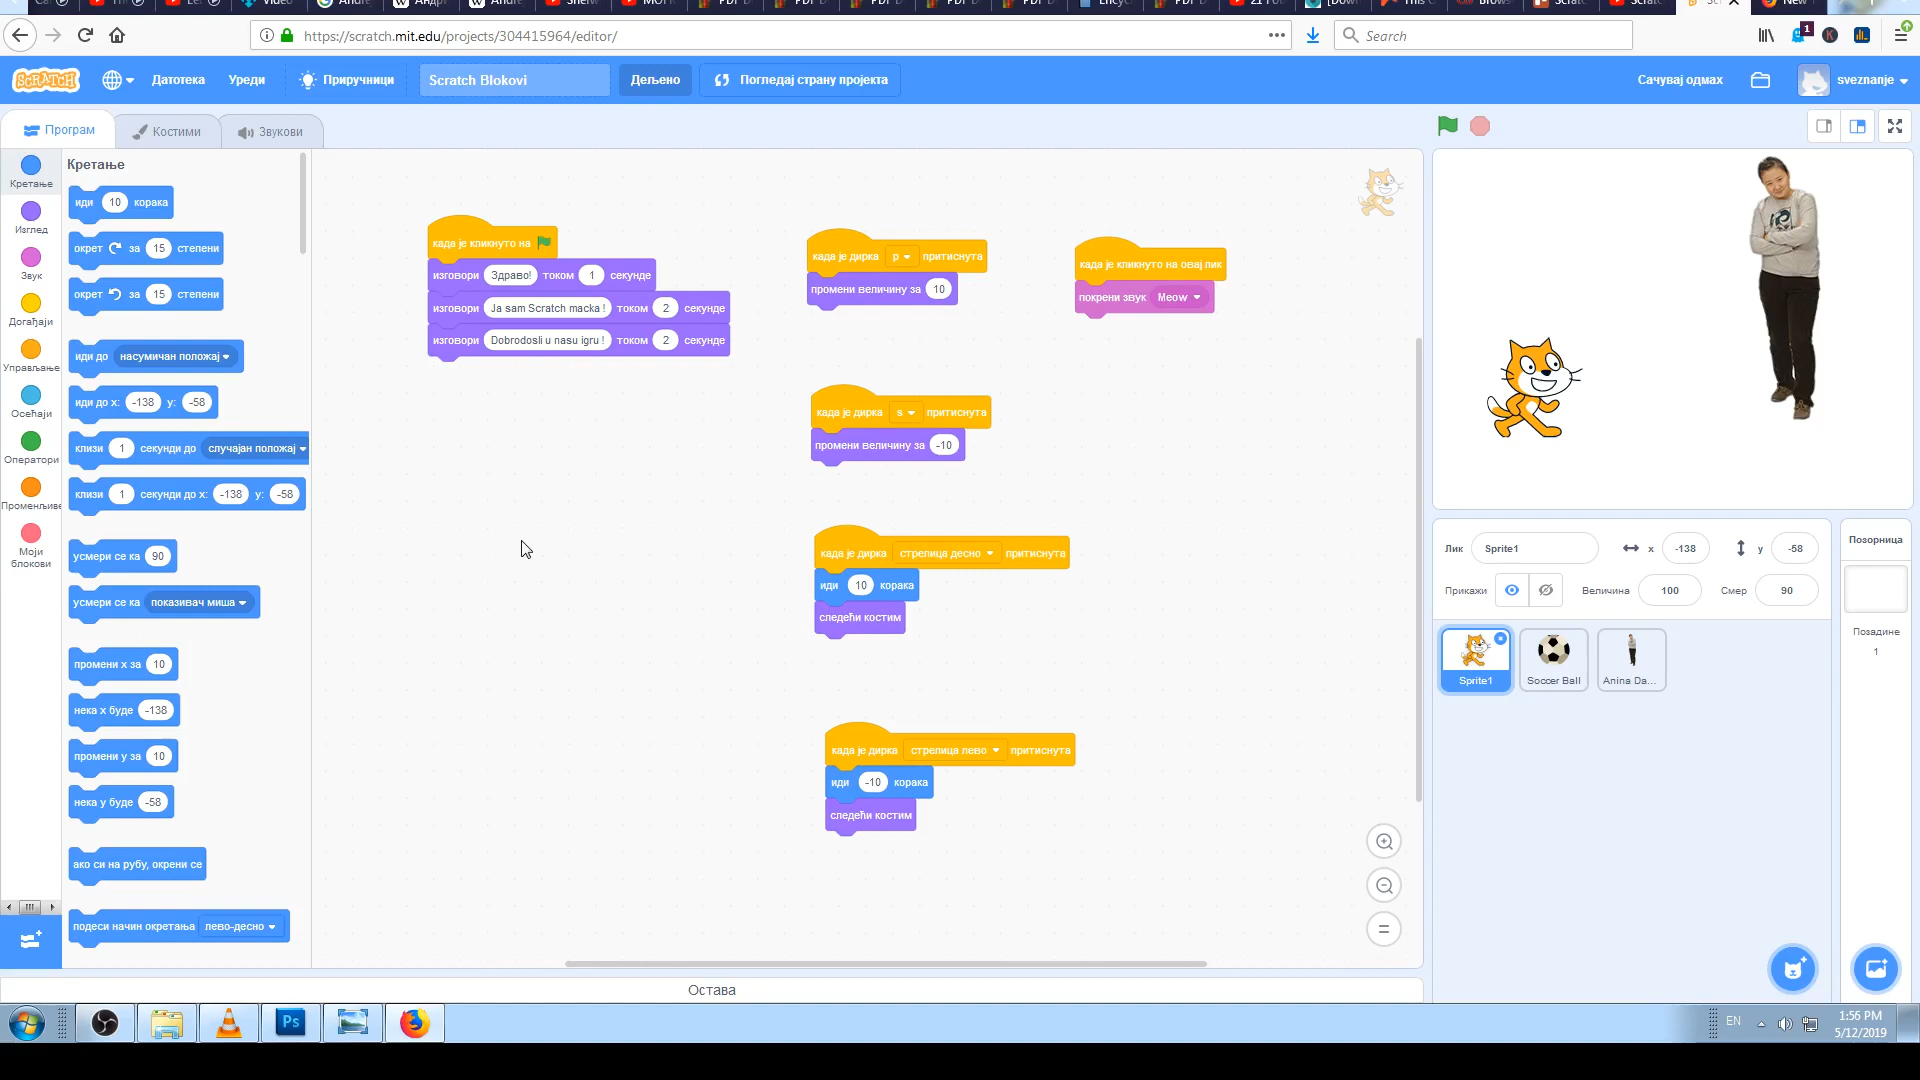 https://scratch.mit.edu/projects/304415964/editor/
Search
1
SCRATCH
Датотека
Уреди
Приручници
Scratch Blokovi
Дељено
Погледај страну пројекта
Сачувај одмах
sveznanje
Програм
Костими
Звукови
Кретање
Изглед
Звук
Догађаји
Управљање
Осећаји
Оператори
Променљиве
Моји блокови
Кретање
иди 10 корака
окрет за 15 степени
окрет за 15 степени
иди до насумичан положај
иди до x: -138 y: -58
клизи 1 секунди до случајан положај
клизи 1 секунди до x: -138 y: -58
усмери се ка 90
усмери се ка показивач миша
промени x за 10
нека x буде -138
промени y за 10
нека y буде -58
ако си на рубу, окрени се
подеси начин окретања лево-десно
када је кликнуто на
изговори Здраво! током 1 секунде
изговори Ja sam Scratch macka ! током 2 секунде
изговори Dobrodosli u nasu igru ! током 2 секунде
када је дирка p притиснута
промени величину за 10
када је кликнуто на овај лик
покрени звук Meow
када је дирка s притиснута
промени величину за -10
када је дирка стрелица десно притиснута
иди 10 корака
следећи костим
када је дирка стрелица лево притиснута
иди -10 корака
следећи костим
Остава
Лик Sprite1 x -138 y -58
Прикажи Величина 100 Смер 90
Sprite1
Soccer Ball
Anina Da...
Позорница
Позадине
1
Ps
EN
1:56 PM
5/12/2019